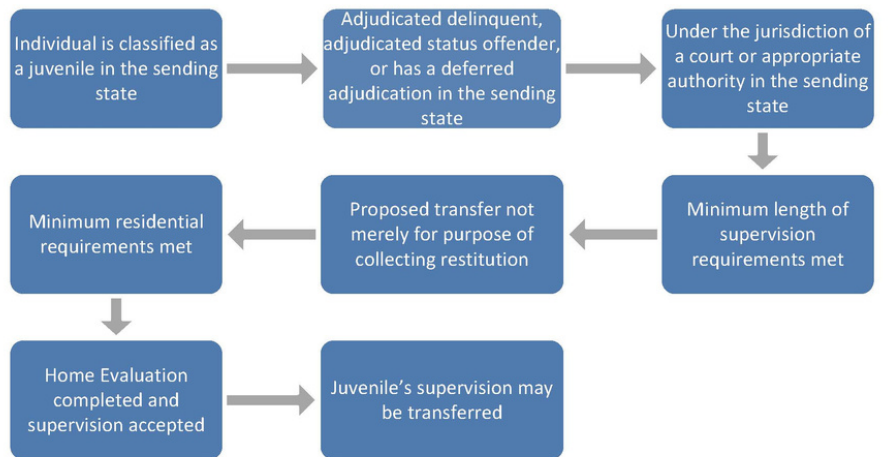 Individual is classified as
a juvenile in the sending
state
Adjudicated delinquent,
adjudicated status offender,
or has a deferred
adjudication in the sending
state
Under the jurisdiction of
a court or appropriate
authority in the sending
state
Minimum length of
supervision
requirements met
Proposed transfer not
merely for purpose of
collecting restitution
Minimum residential
requirements met
Home Evaluation
completed and
supervision accepted
Juvenile’s supervision may
be transferred